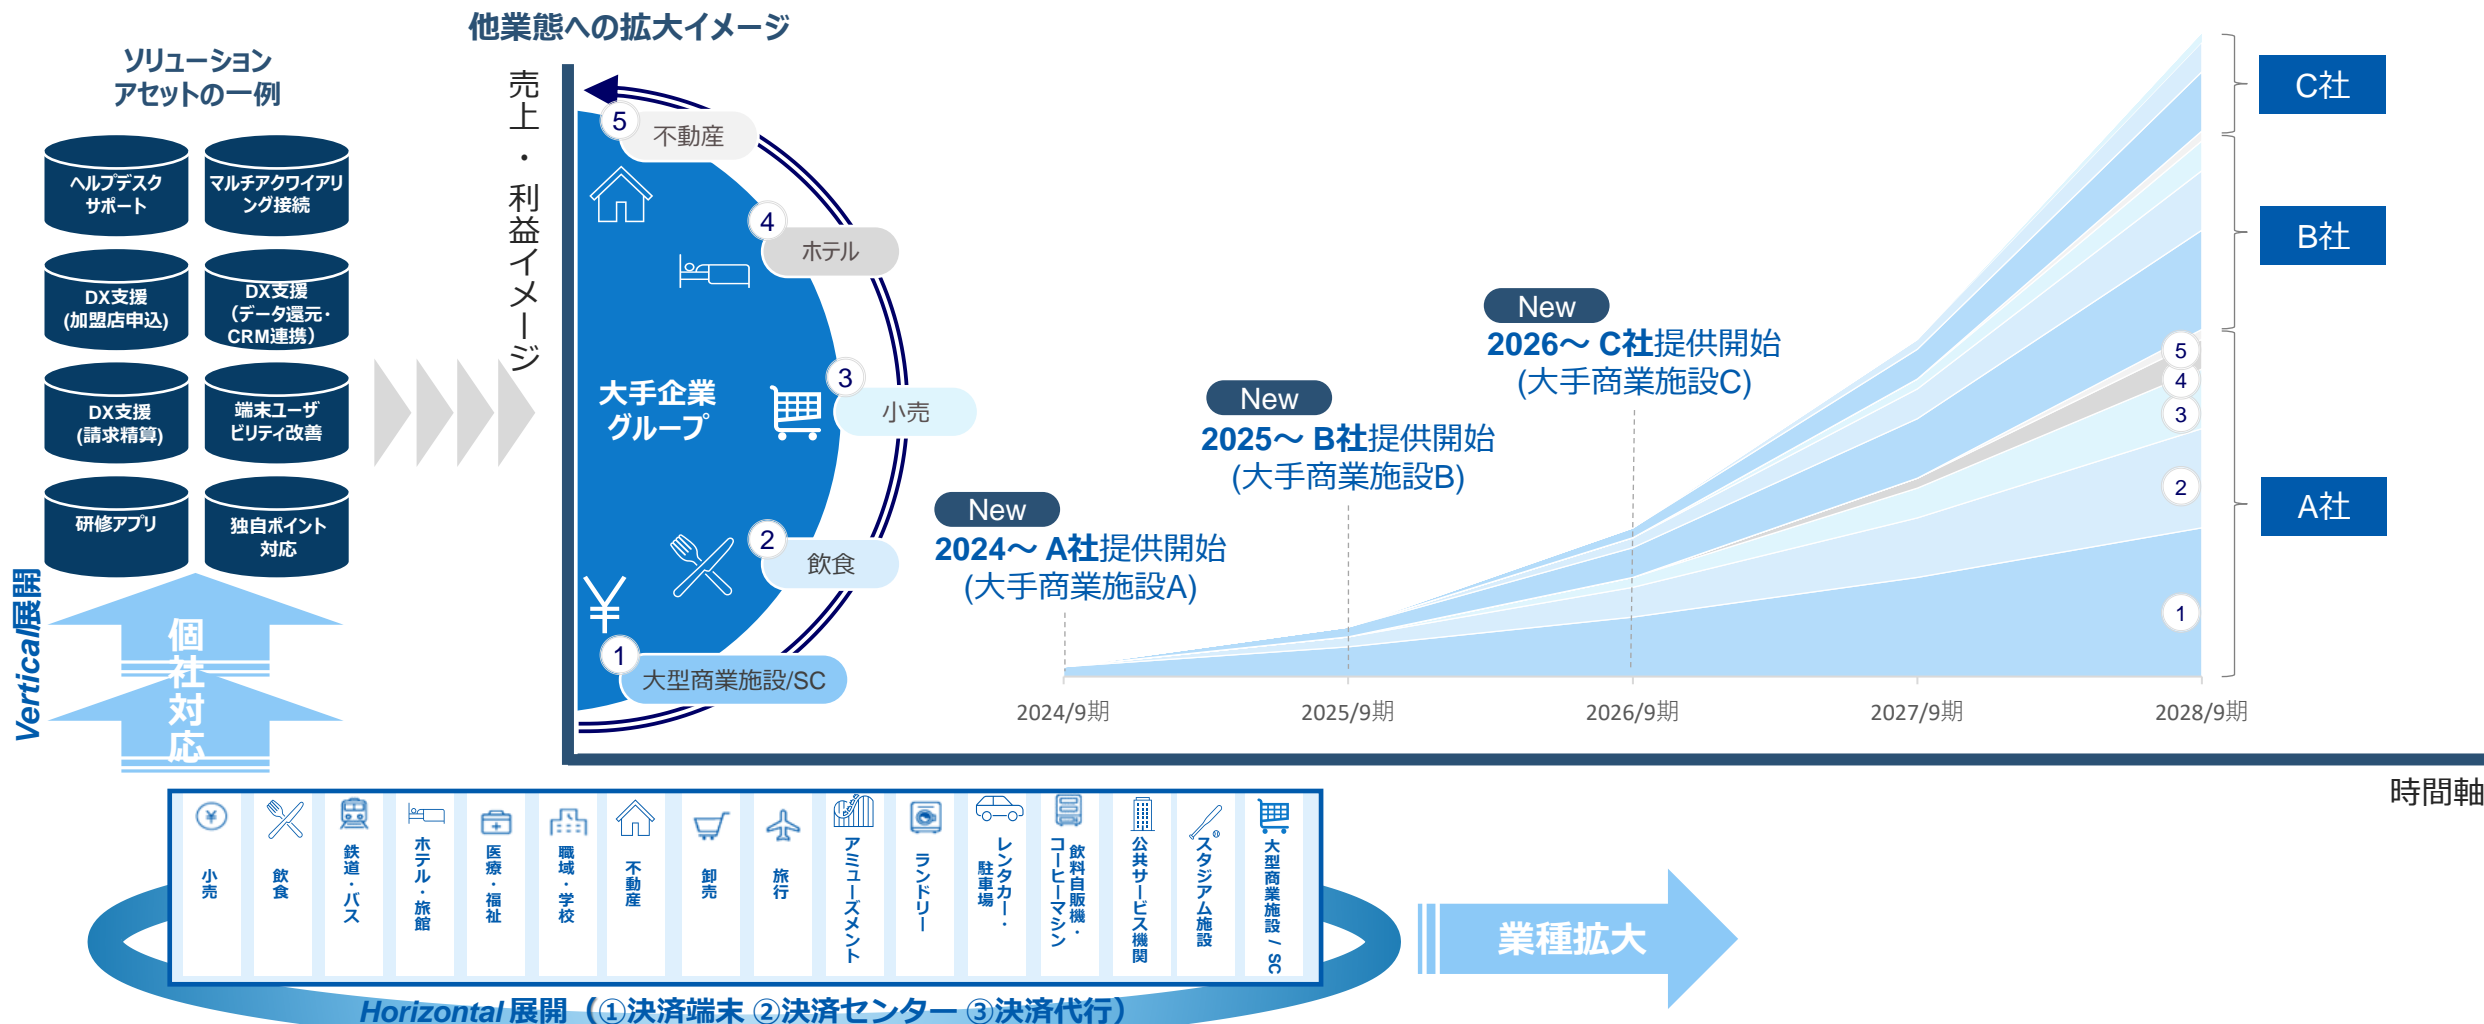 他業態への拡大イメージ
ソリューション
アセットの一例
ヘルプデスク
サポート
マルチアクワイアリ
ング接続
DX支援
(加盟店申込)
DX支援
（データ還元・
CRM連携）
DX支援
(請求精算)
端末ユーザ
ビリティ改善
研修アプリ
独自ポイント
対応
Vertical展開
個社対応
売上・利益イメージ
5
不動産
4
ホテル
大手企業
グループ
3
小売
2
飲食
¥
1
大型商業施設/SC
New
2024～ A社提供開始
(大手商業施設A)
New
2025～ B社提供開始
(大手商業施設B)
New
2026～ C社提供開始
(大手商業施設C)
C社
B社
A社
5
4
3
2
1
2024/9期
2025/9期
2026/9期
2027/9期
2028/9期
時間軸
¥
小売
飲食
鉄道・バス
ホテル・旅館
医療・福祉
職域・学校
不動産
卸売
旅行
アミューズメント
ランドリー
レンタカー・
駐車場
飲料自販機・
コーヒーマシン
公共サービス機関
スタジアム施設
大型商業施設 / SC
業種拡大
Horizontal 展開（①決済端末 ②決済センター ③決済代行）